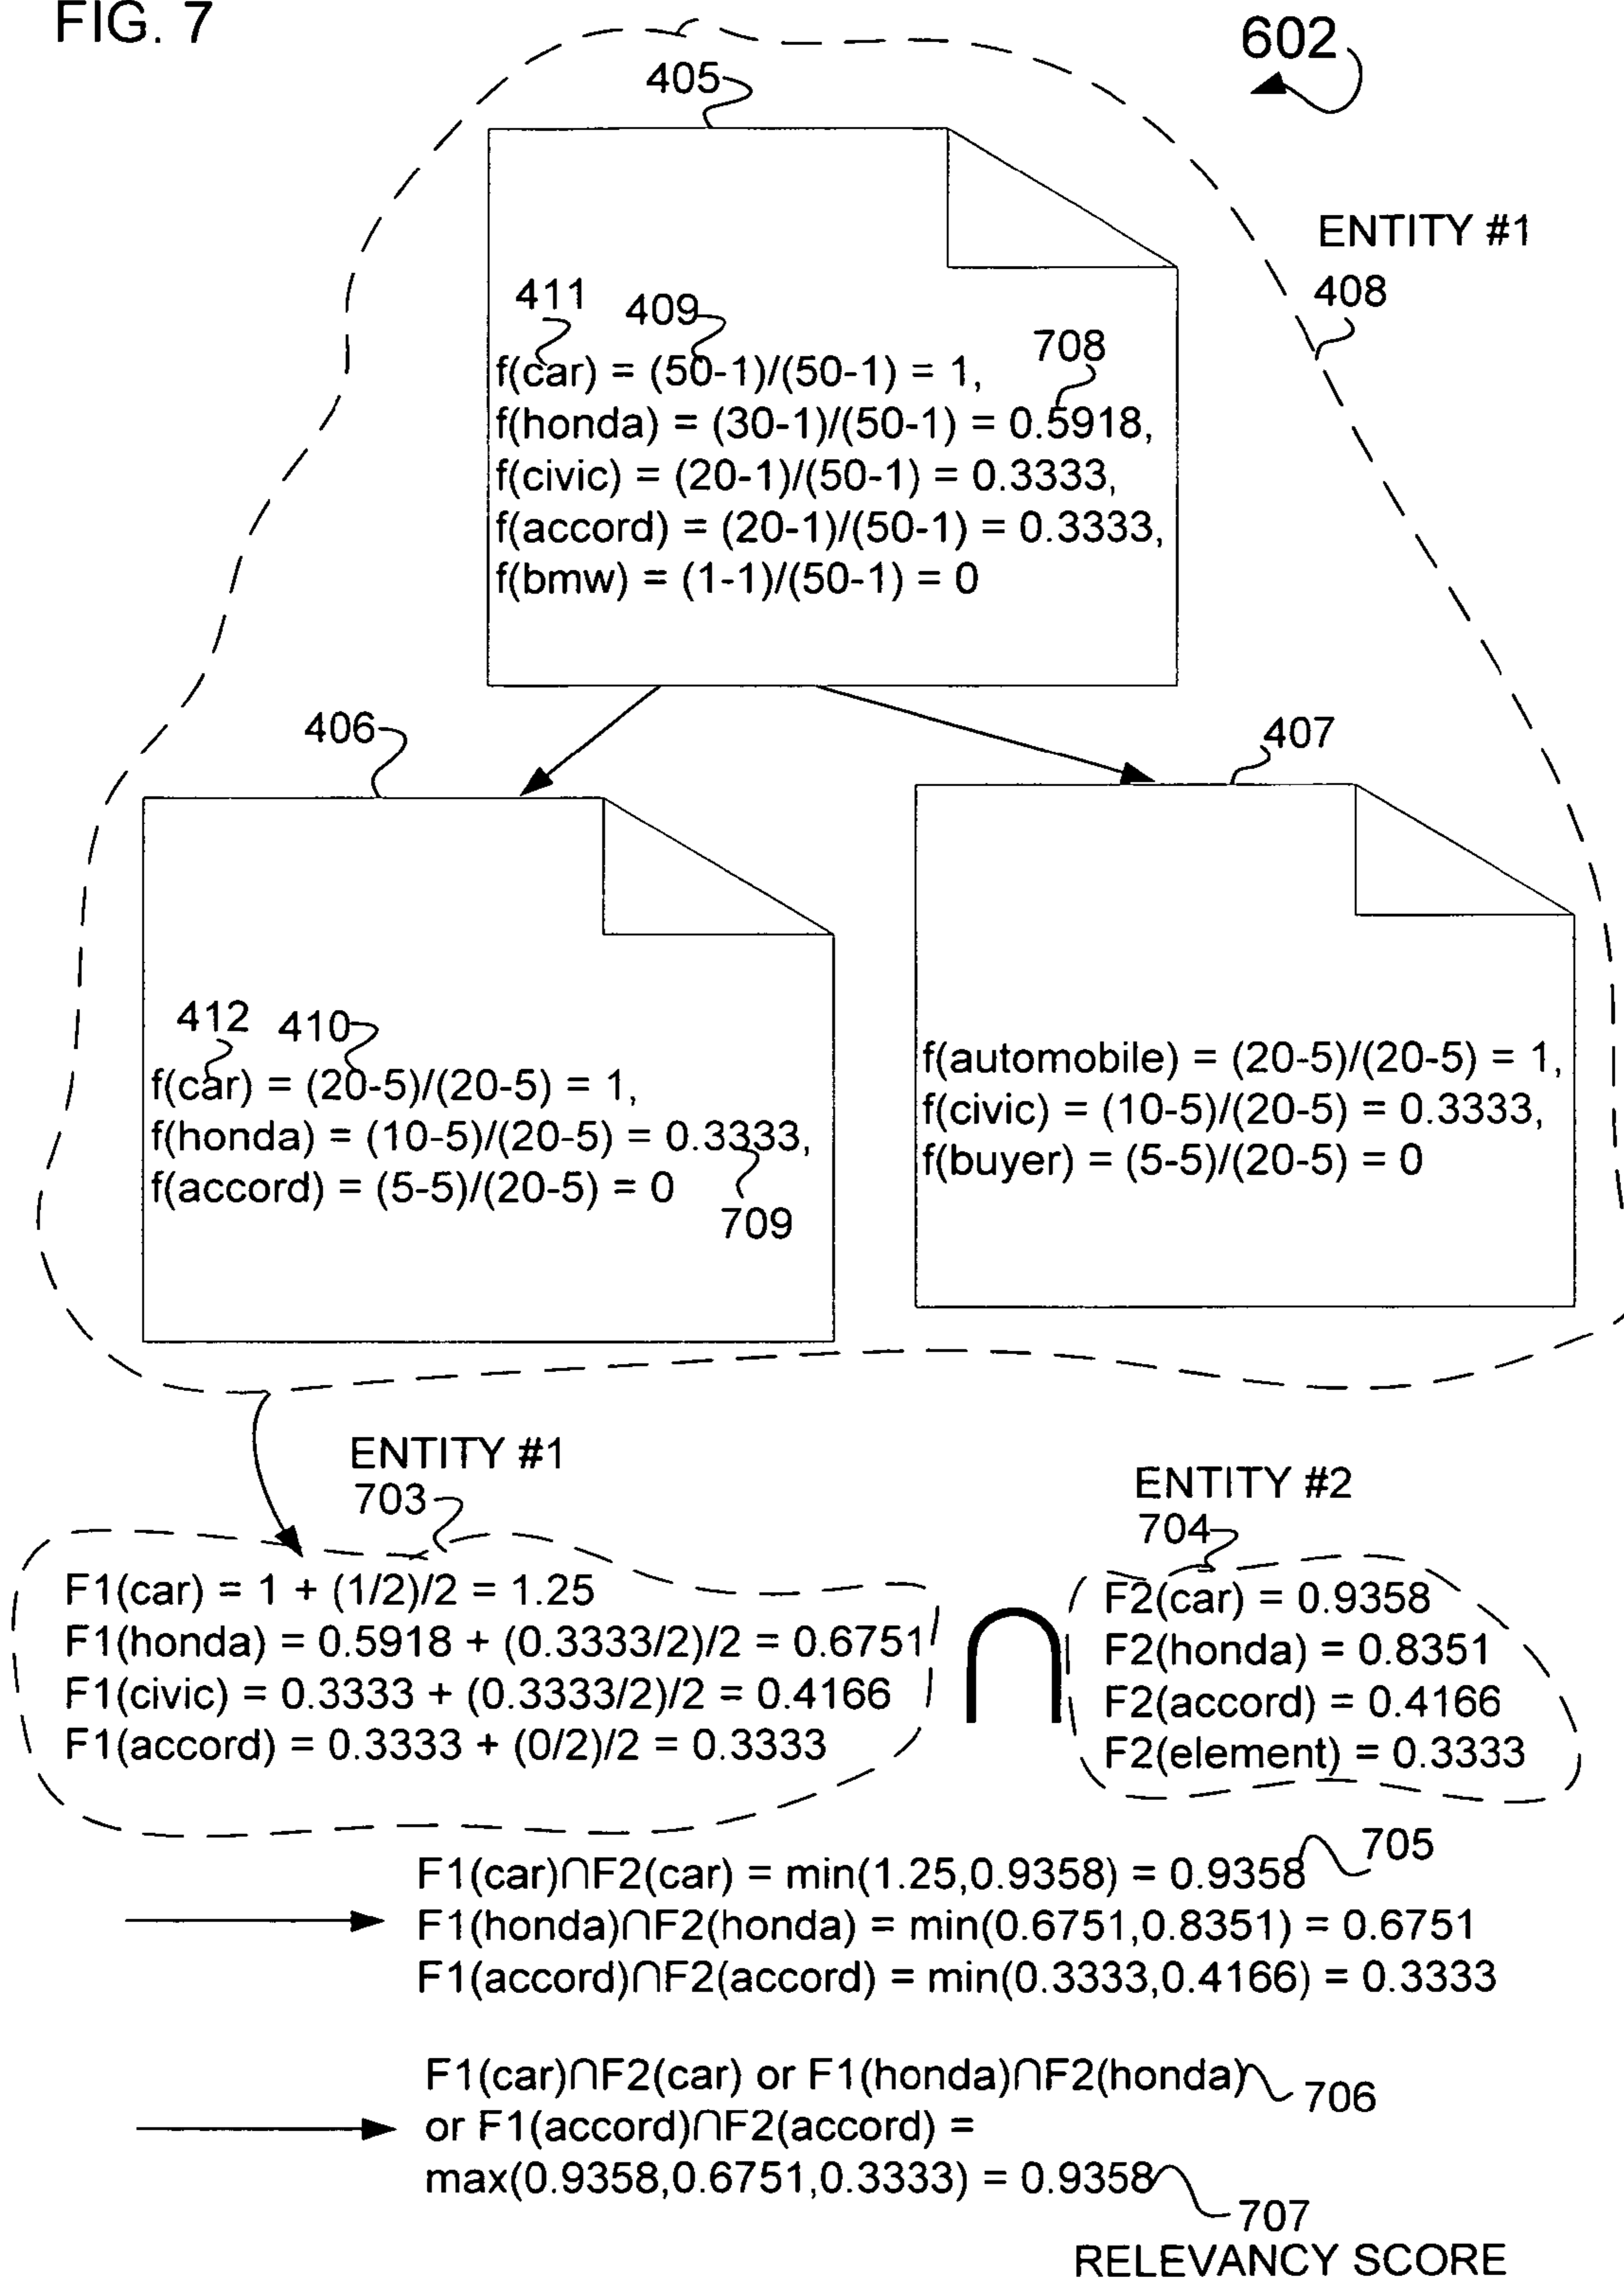 FIG. 7
602
405
ENTITY #1
408
411
409
708
f(car) = (50-1)/(50-1) = 1,
f(honda) = (30-1)/(50-1) = 0.5918,
f(civic) = (20-1)/(50-1) = 0.3333,
f(accord) = (20-1)/(50-1) = 0.3333,
f(bmw) = (1-1)/(50-1) = 0
406
407
412
410
f(car) = (20-5)/(20-5) = 1,
f(honda) = (10-5)/(20-5) = 0.3333,
f(accord) = (5-5)/(20-5) = 0
709
f(automobile) = (20-5)/(20-5) = 1,
f(civic) = (10-5)/(20-5) = 0.3333,
f(buyer) = (5-5)/(20-5) = 0
ENTITY #1
703
F1(car) = 1 + (1/2)/2 = 1.25
F1(honda) = 0.5918 + (0.3333/2)/2 = 0.6751
F1(civic) = 0.3333 + (0.3333/2)/2 = 0.4166
F1(accord) = 0.3333 + (0/2)/2 = 0.3333
∩
ENTITY #2
704
F2(car) = 0.9358
F2(honda) = 0.8351
F2(accord) = 0.4166
F2(element) = 0.3333
705
F1(car)∩F2(car) = min(1.25,0.9358) = 0.9358
F1(honda)∩F2(honda) = min(0.6751,0.8351) = 0.6751
F1(accord)∩F2(accord) = min(0.3333,0.4166) = 0.3333
F1(car)∩F2(car) or F1(honda)∩F2(honda)
706
or F1(accord)∩F2(accord) =
max(0.9358,0.6751,0.3333) = 0.9358
707
RELEVANCY SCORE